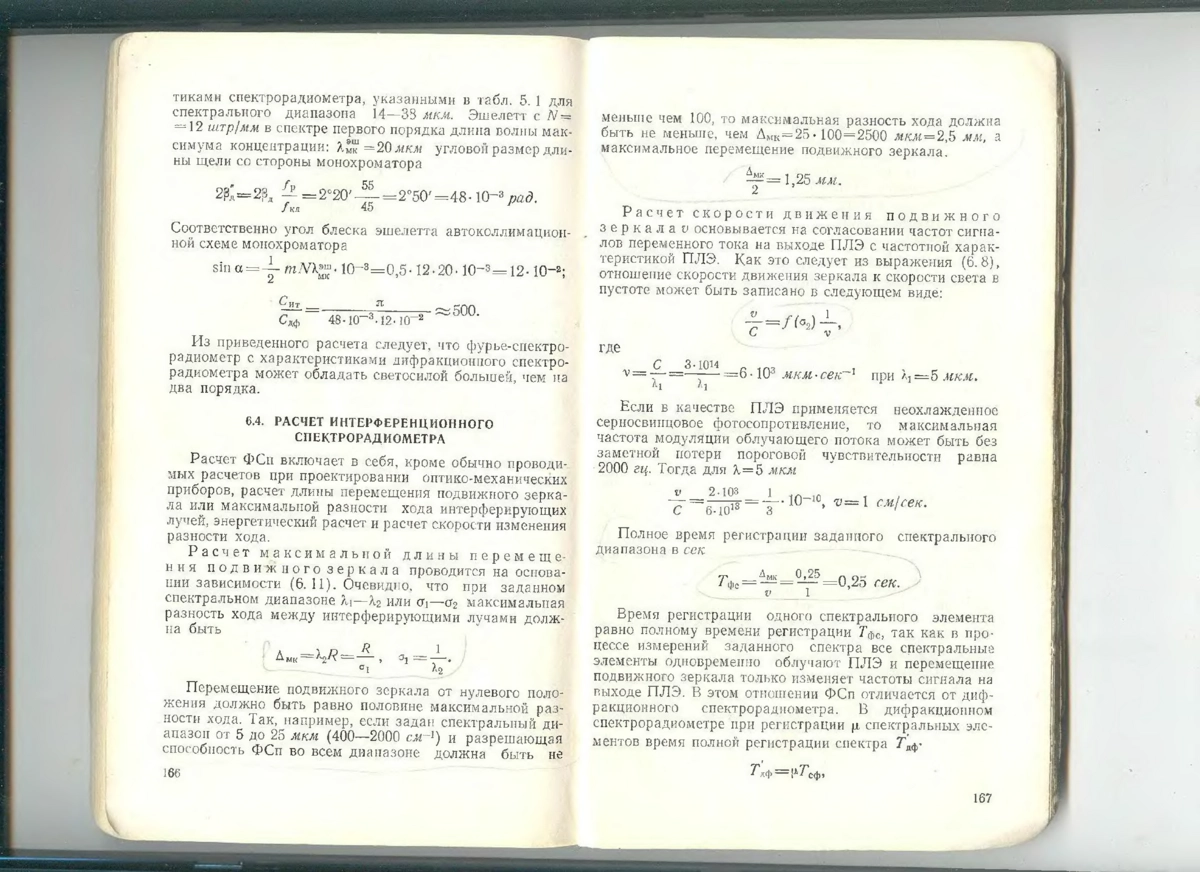 тиками спектрорадиометра, указанными в табл. 5. 1 для
спектрального диапазона 14—38 мкм. Эшелетт с N=
=12 штр/мм в спектре первого порядка длина волны мак-
симума концентрации: λ^эш_мк =20 мкм угловой размер дли-
ны щели со стороны монохроматора
2β″_д=2β_д f_р/f_кл =2°20′ 55/45 =2°50′=48·10⁻³ рад.
Соответственно угол блеска эшелетта автоколлимацион-
ной схеме монохроматора
sin α= 1/2 mNλ^эш_мк·10⁻³=0,5·12·20·10⁻³=12·10⁻²;
C_ит/C_дф = π/(48·10⁻³·12·10⁻²) ≈500.
Из приведенного расчета следует, что фурье-спектро-
радиометр с характеристиками дифракционного спектро-
радиометра может обладать светосилой большей, чем на
два порядка.
6.4. РАСЧЕТ ИНТЕРФЕРЕНЦИОННОГО
СПЕКТРОРАДИОМЕТРА
Расчет ФСп включает в себя, кроме обычно проводи-
мых расчетов при проектировании оптико-механических
приборов, расчет длины перемещения подвижного зерка-
ла или максимальной разности хода интерферирующих
лучей, энергетический расчет и расчет скорости изменения
разности хода.
Расчет максимальной длины перемеще-
ния подвижного зеркала проводится на основа-
нии зависимости (6. 11). Очевидно, что при заданном
спектральном диапазоне λ₁—λ₂ или σ₁—σ₂ максимальная
разность хода между интерферирующими лучами долж-
на быть
Δ_мк=λ₂R= R/σ₁ , σ₁= 1/λ₂.
Перемещение подвижного зеркала от нулевого поло-
жения должно быть равно половине максимальной раз-
ности хода. Так, например, если задан спектральный ди-
апазон от 5 до 25 мкм (400—2000 см⁻¹) и разрешающая
способность ФСп во всем диапазоне должна быть не
166
меньше чем 100, то максимальная разность хода должна
быть не меньше, чем Δ_мк=25·100=2500 мкм=2,5 мм, а
максимальное перемещение подвижного зеркала.
Δ_мк/2 = 1,25 мм.
Расчет скорости движения подвижного
зеркала v основывается на согласовании частот сигна-
лов переменного тока на выходе ПЛЭ с частотной харак-
теристикой ПЛЭ. Как это следует из выражения (6. 8),
отношение скорости движения зеркала к скорости света в
пустоте может быть записано в следующем виде:
v/C =f(σ₂) 1/ν,
где
ν= C/λ₁ = 3·10¹⁴/λ₁ =6·10³ мкм·сек⁻¹ при λ₁=5 мкм.
Если в качестве ПЛЭ применяется неохлажденное
серносвинцовое фотосопротивление, то максимальная
частота модуляции облучающего потока может быть без
заметной потери пороговой чувствительности равна
2000 гц. Тогда для λ=5 мкм
v/C = 2·10³/6·10¹³ = 1/3 ·10⁻¹⁰, v=1 см/сек.
Полное время регистрации заданного спектрального
диапазона в сек
T_фс= Δ_мк/v = 0,25/1 =0,25 сек.
Время регистрации одного спектрального элемента
равно полному времени регистрации T_фс, так как в про-
цессе измерений заданного спектра все спектральные
элементы одновременно облучают ПЛЭ и перемещение
подвижного зеркала только изменяет частоты сигнала на
выходе ПЛЭ. В этом отношении ФСп отличается от диф-
ракционного спектрорадиометра. В дифракционном
спектрорадиометре при регистрации μ спектральных эле-
ментов время полной регистрации спектра T′_дф.
T′_дф=μT_сф,
167